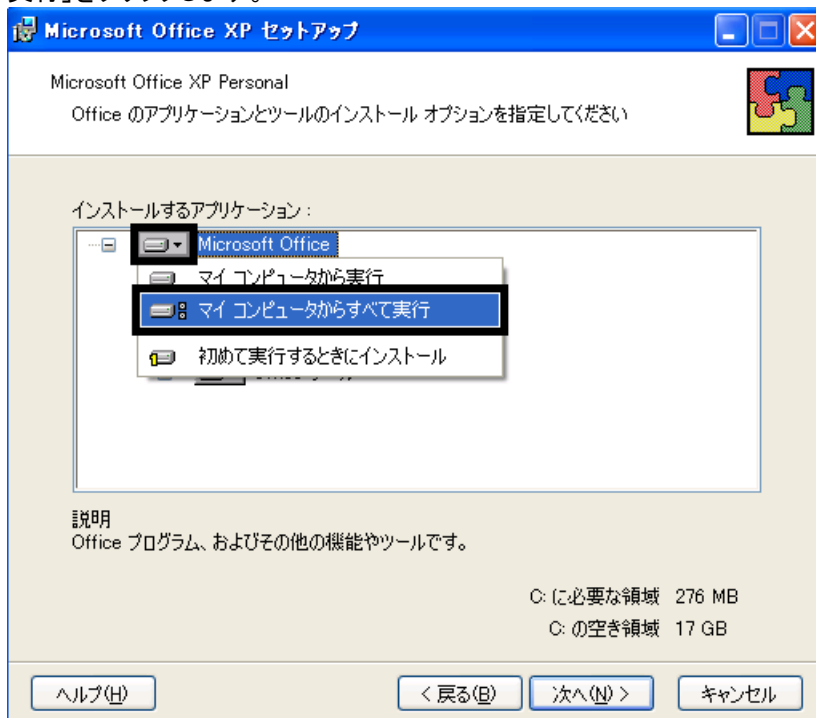 Microsoft Office XP セットアップ
Microsoft Office XP Personal
Office のアプリケーションとツールのインストール オプションを指定してください
インストールするアプリケーション :
Microsoft Office
マイ コンピュータから実行
マイ コンピュータからすべて実行
初めて実行するときにインストール
説明
Office プログラム、およびその他の機能やツールです。
C: に必要な領域 276 MB
C: の空き領域 17 GB
ヘルプ(H)
< 戻る(B) 次へ(N) > キャンセル